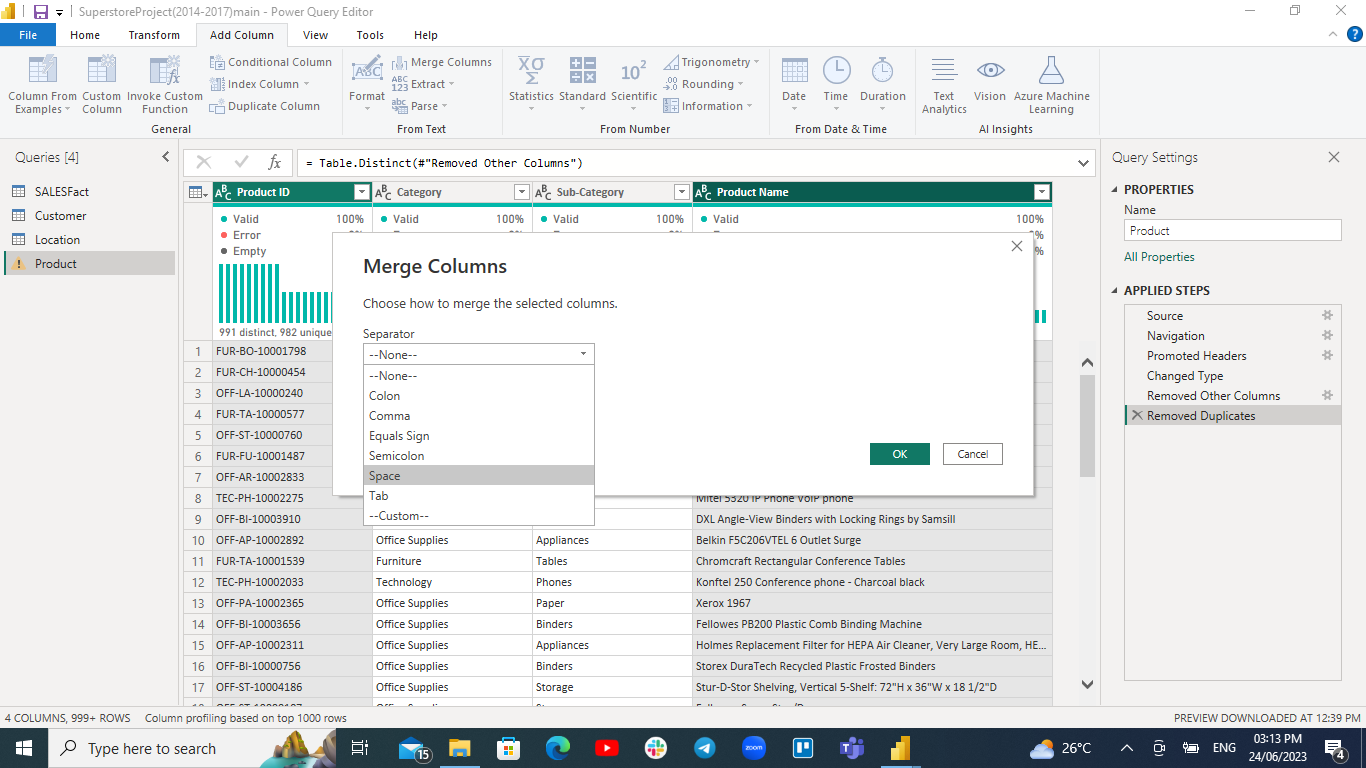 SuperstoreProject(2014-2017)main - Power Query Editor
File Home Transform Add Column View Tools Help
Column From Examples
Custom Column
Invoke Custom Function
Conditional Column
Index Column
Duplicate Column
General
Format
Merge Columns
Extract
Parse
From Text
Statistics
Standard
Scientific
Trigonometry
Rounding
Information
From Number
Date
Time
Duration
From Date & Time
Text Analytics
Vision
Azure Machine Learning
AI Insights
Queries [4]
SALESFact
Customer
Location
Product
= Table.Distinct(#"Removed Other Columns")
Product ID Category Sub-Category Product Name
Valid 100% Valid 100% Valid 100% Valid 100%
Error
Empty
991 distinct, 982 unique
Merge Columns
Choose how to merge the selected columns.
Separator
--None--
--None--
Colon
Comma
Equals Sign
Semicolon
Space
Tab
--Custom--
OK
Cancel
1 FUR-BO-10001798
2 FUR-CH-10000454
3 OFF-LA-10000240
4 FUR-TA-10000577
5 OFF-ST-10000760
6 FUR-FU-10001487
7 OFF-AR-10002833
8 TEC-PH-10002275 Mitel 5320 IP Phone VoIP phone
9 OFF-BI-10003910 DXL Angle-View Binders with Locking Rings by Samsill
10 OFF-AP-10002892 Office Supplies Appliances Belkin F5C206VTEL 6 Outlet Surge
11 FUR-TA-10001539 Furniture Tables Chromcraft Rectangular Conference Tables
12 TEC-PH-10002033 Technology Phones Konftel 250 Conference phone - Charcoal black
13 OFF-PA-10002365 Office Supplies Paper Xerox 1967
14 OFF-BI-10003656 Office Supplies Binders Fellowes PB200 Plastic Comb Binding Machine
15 OFF-AP-10002311 Office Supplies Appliances Holmes Replacement Filter for HEPA Air Cleaner, Very Large Room, HE...
16 OFF-BI-10000756 Office Supplies Binders Storex DuraTech Recycled Plastic Frosted Binders
17 OFF-ST-10004186 Office Supplies Storage Stur-D-Stor Shelving, Vertical 5-Shelf: 72"H x 36"W x 18 1/2"D
Query Settings
PROPERTIES
Name
Product
All Properties
APPLIED STEPS
Source
Navigation
Promoted Headers
Changed Type
Removed Other Columns
Removed Duplicates
4 COLUMNS, 999+ ROWS Column profiling based on top 1000 rows PREVIEW DOWNLOADED AT 12:39 PM
Type here to search
15
zoom
26°C
ENG
03:13 PM
24/06/2023
4